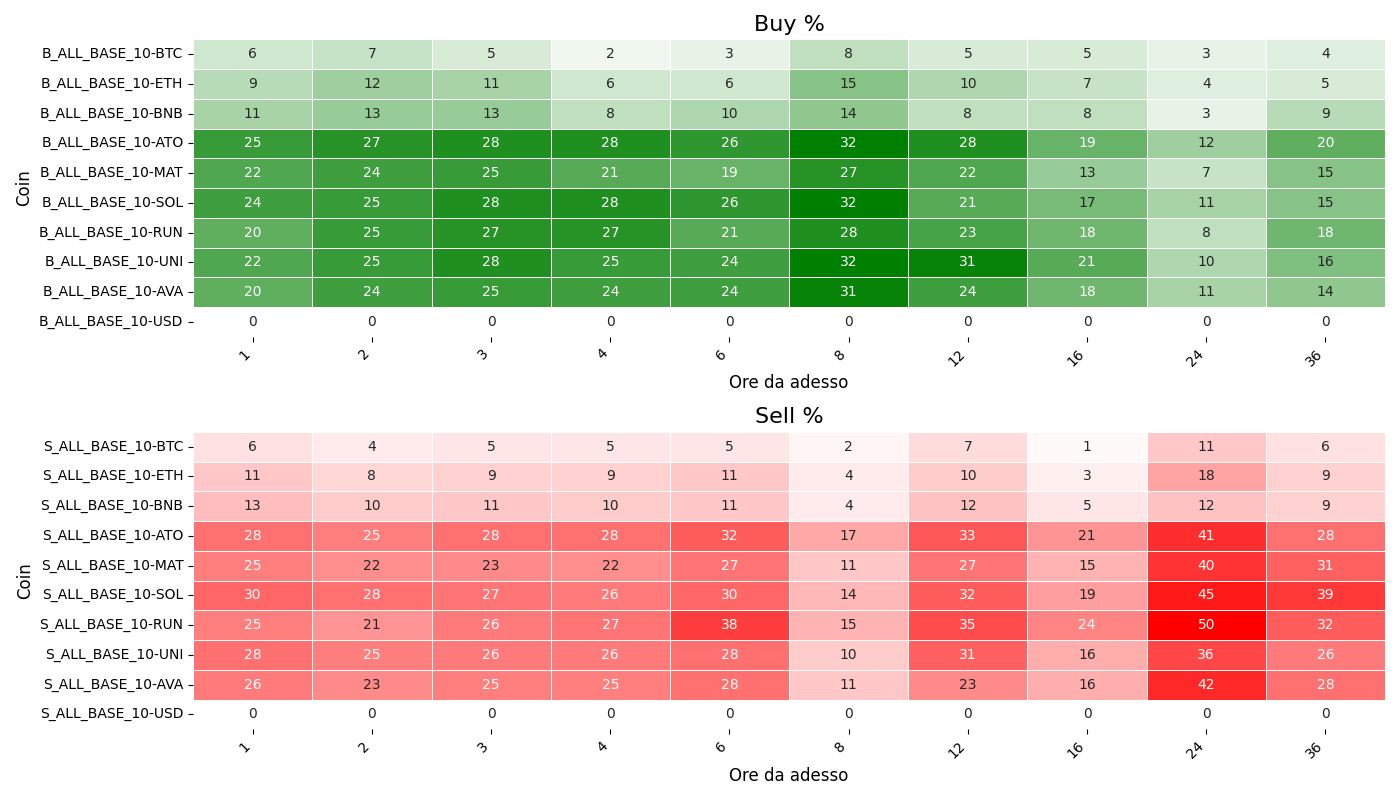 Buy %
Coin
B_ALL_BASE_10-BTC 6 7 5 2 3 8 5 5 3 4
B_ALL_BASE_10-ETH 9 12 11 6 6 15 10 7 4 5
B_ALL_BASE_10-BNB 11 13 13 8 10 14 8 8 3 9
B_ALL_BASE_10-ATO 25 27 28 28 26 32 28 19 12 20
B_ALL_BASE_10-MAT 22 24 25 21 19 27 22 13 7 15
B_ALL_BASE_10-SOL 24 25 28 28 26 32 21 17 11 15
B_ALL_BASE_10-RUN 20 25 27 27 21 28 23 18 8 18
B_ALL_BASE_10-UNI 22 25 28 25 24 32 31 21 10 16
B_ALL_BASE_10-AVA 20 24 25 24 24 31 24 18 11 14
B_ALL_BASE_10-USD 0 0 0 0 0 0 0 0 0 0
1 2 3 4 6 8 12 16 24 36
Ore da adesso
Sell %
Coin
S_ALL_BASE_10-BTC 6 4 5 5 5 2 7 1 11 6
S_ALL_BASE_10-ETH 11 8 9 9 11 4 10 3 18 9
S_ALL_BASE_10-BNB 13 10 11 10 11 4 12 5 12 9
S_ALL_BASE_10-ATO 28 25 28 28 32 17 33 21 41 28
S_ALL_BASE_10-MAT 25 22 23 22 27 11 27 15 40 31
S_ALL_BASE_10-SOL 30 28 27 26 30 14 32 19 45 39
S_ALL_BASE_10-RUN 25 21 26 27 38 15 35 24 50 32
S_ALL_BASE_10-UNI 28 25 26 26 28 10 31 16 36 26
S_ALL_BASE_10-AVA 26 23 25 25 28 11 23 16 42 28
S_ALL_BASE_10-USD 0 0 0 0 0 0 0 0 0 0
1 2 3 4 6 8 12 16 24 36
Ore da adesso